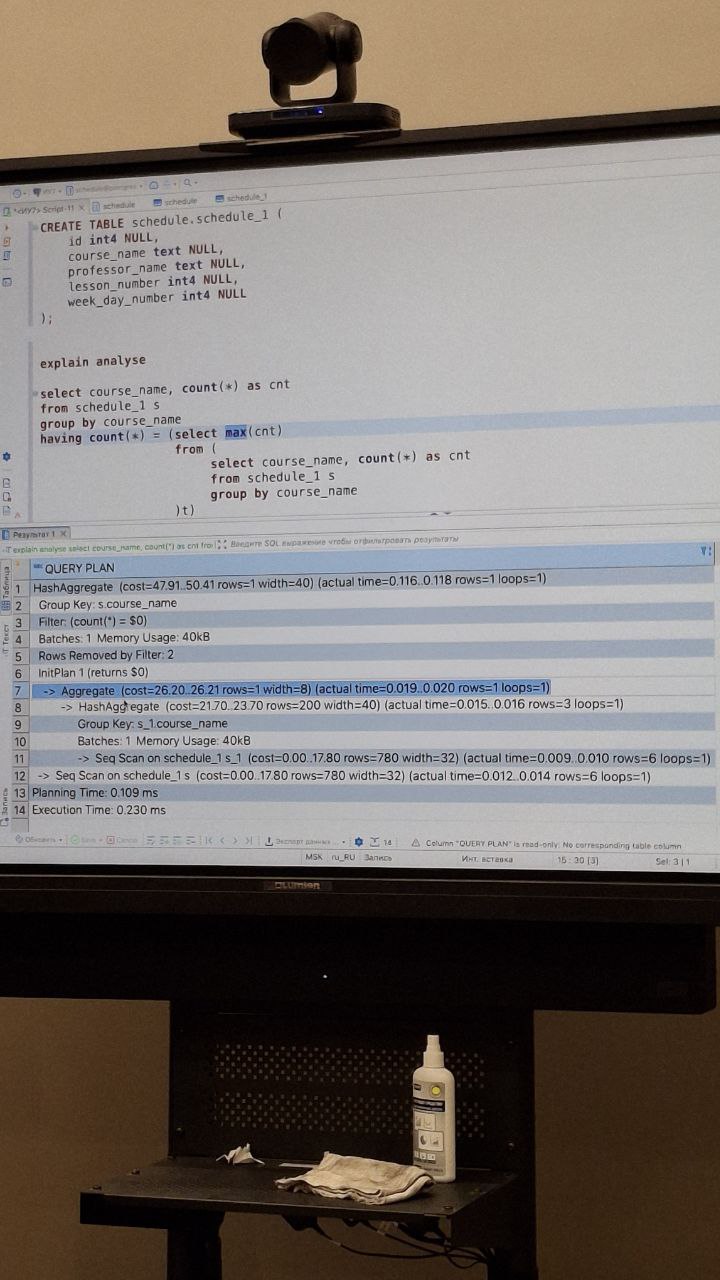 *<ИУ7> Script-11
schedule
schedule
schedule_1
CREATE TABLE schedule.schedule_1 (
id int4 NULL,
course_name text NULL,
professor_name text NULL,
lesson_number int4 NULL,
week_day_number int4 NULL
);
explain analyse
select course_name, count(*) as cnt
from schedule_1 s
group by course_name
having count(*) = (select max(cnt)
from (
select course_name, count(*) as cnt
from schedule_1 s
group by course_name
)t)
Результат 1
explain analyse select course_name, count(*) as cnt fro
Введите SQL выражение чтобы отфильтровать результаты
Таблица
Текст
Запись
QUERY PLAN
1 HashAggregate (cost=47.91..50.41 rows=1 width=40) (actual time=0.116..0.118 rows=1 loops=1)
2 Group Key: s.course_name
3 Filter: (count(*) = $0)
4 Batches: 1 Memory Usage: 40kB
5 Rows Removed by Filter: 2
6 InitPlan 1 (returns $0)
7 -> Aggregate (cost=26.20..26.21 rows=1 width=8) (actual time=0.019..0.020 rows=1 loops=1)
8 -> HashAggregate (cost=21.70..23.70 rows=200 width=40) (actual time=0.015..0.016 rows=3 loops=1)
9 Group Key: s_1.course_name
10 Batches: 1 Memory Usage: 40kB
11 -> Seq Scan on schedule_1 s_1 (cost=0.00..17.80 rows=780 width=32) (actual time=0.009..0.010 rows=6 loops=1)
12 -> Seq Scan on schedule_1 s (cost=0.00..17.80 rows=780 width=32) (actual time=0.012..0.014 rows=6 loops=1)
13 Planning Time: 0.109 ms
14 Execution Time: 0.230 ms
Обновить
Save
Cancel
Экспорт данных ...
14
Column "QUERY PLAN" is read-only: No corresponding table column
MSK ru_RU Запись Инт. вставка 15 : 30 [3] Sel: 3 | 1
Lumien